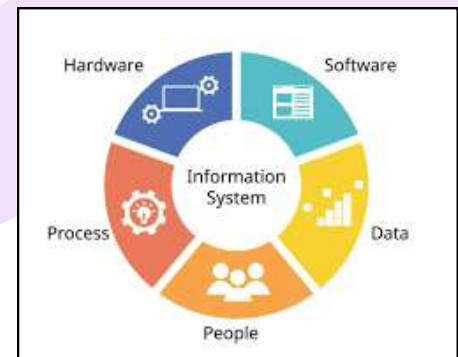 Hardware
Software
Information
System
Process
Data
People